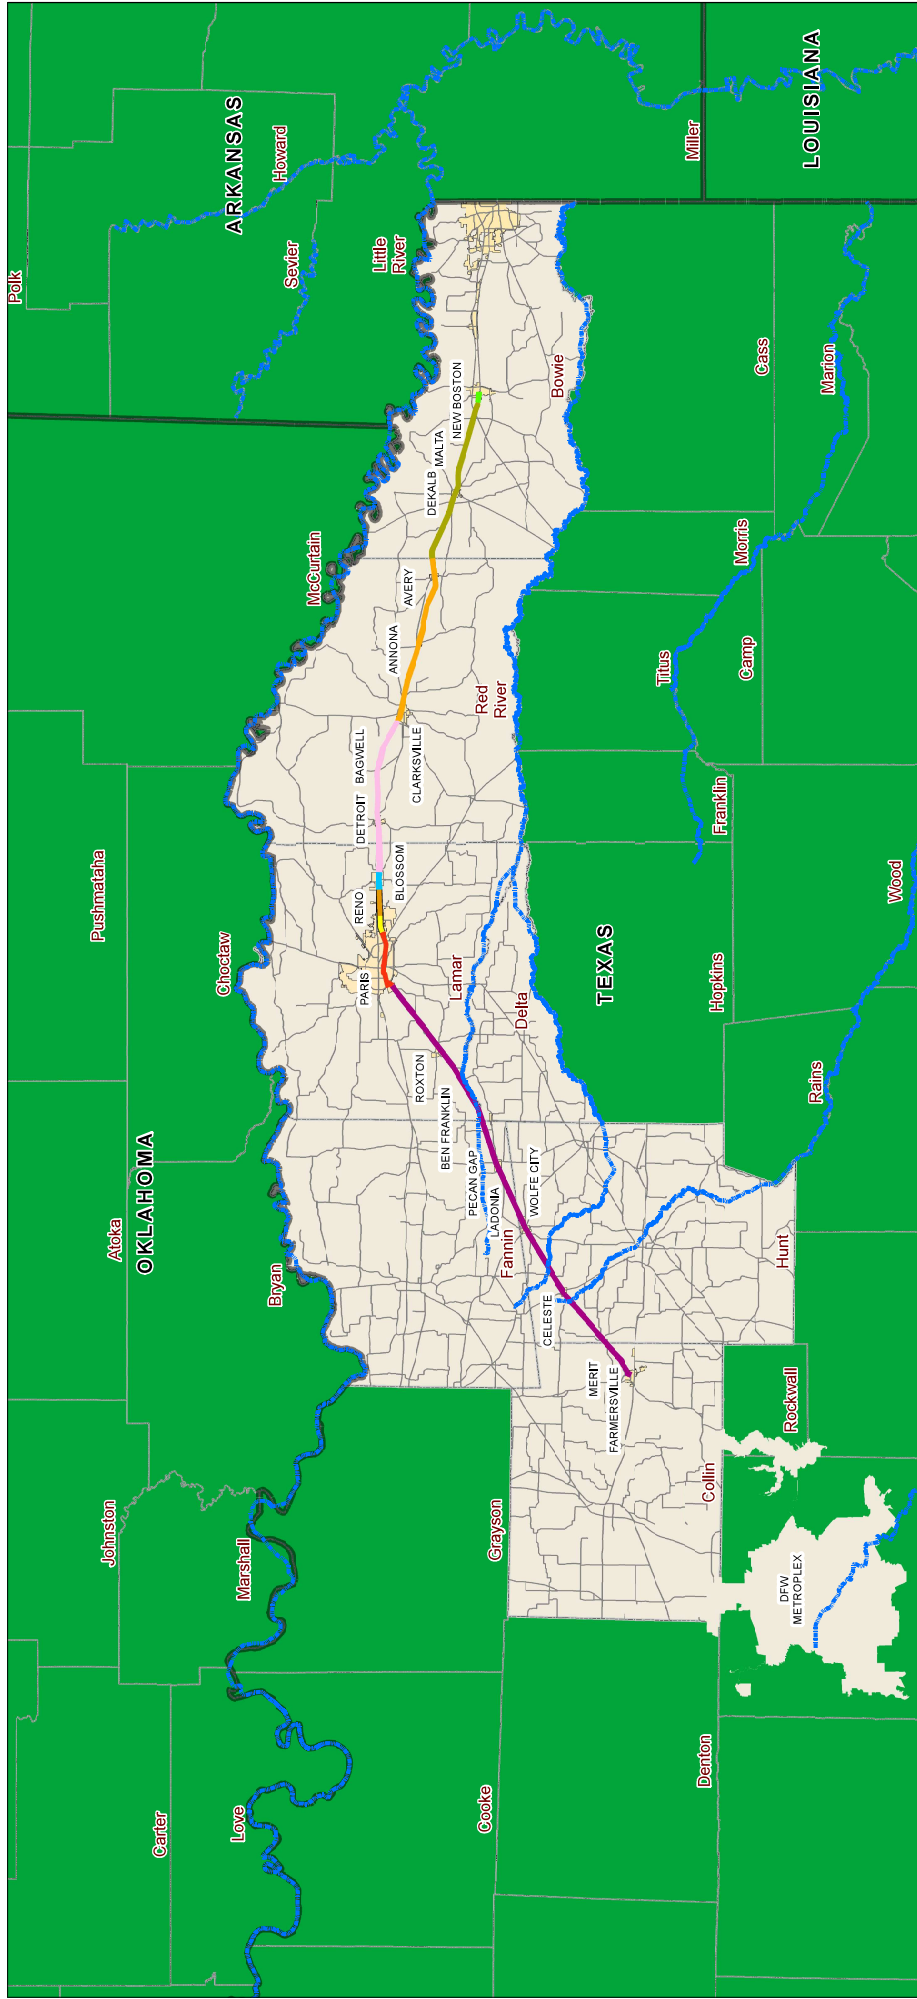 Polk
ARKANSAS
Howard
Sevier
Little
River
Miller
LOUISIANA
McCurtain
Pushmataha
Choctaw
OKLAHOMA
Atoka
Bryan
Johnston
Marshall
Carter
Love
NEW BOSTON
MALTA
DEKALB
Bowie
Cass
Marion
Morris
AVERY
ANNONA
Red
River
Titus
Camp
CLARKSVILLE
BAGWELL
DETROIT
BLOSSOM
RENO
PARIS
Franklin
Wood
Lamar
Delta
TEXAS
Hopkins
Rains
ROXTON
BEN FRANKLIN
PECAN GAP
LADONIA
WOLFE CITY
Fannin
CELESTE
Hunt
MERIT
FARMERSVILLE
Rockwall
Collin
Grayson
DFW
METROPLEX
Cooke
Denton